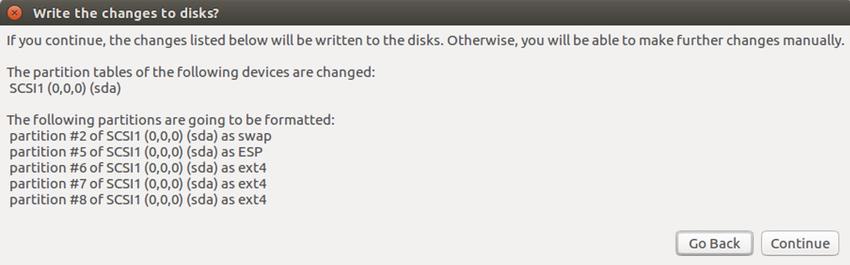 Write the changes to disks?
If you continue, the changes listed below will be written to the disks. Otherwise, you will be able to make further changes manually.
The partition tables of the following devices are changed:
SCSI1 (0,0,0) (sda)
The following partitions are going to be formatted:
partition #2 of SCSI1 (0,0,0) (sda) as swap
partition #5 of SCSI1 (0,0,0) (sda) as ESP
partition #6 of SCSI1 (0,0,0) (sda) as ext4
partition #7 of SCSI1 (0,0,0) (sda) as ext4
partition #8 of SCSI1 (0,0,0) (sda) as ext4
Go Back Continue